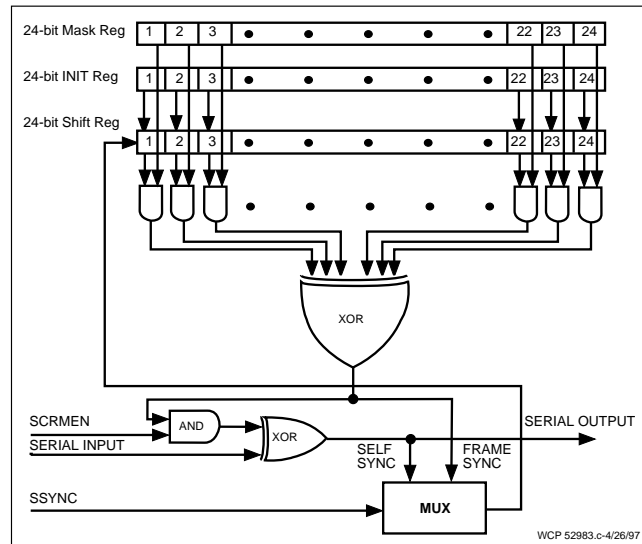 24-bit Mask Reg 1 2 3 22 23 24
24-bit INIT Reg 1 2 3 22 23 24
24-bit Shift Reg 1 2 3 22 23 24
XOR
SCRMEN
AND
XOR
SERIAL INPUT
SELF SYNC
FRAME SYNC
SERIAL OUTPUT
SSYNC
MUX
WCP 52983.c-4/26/97